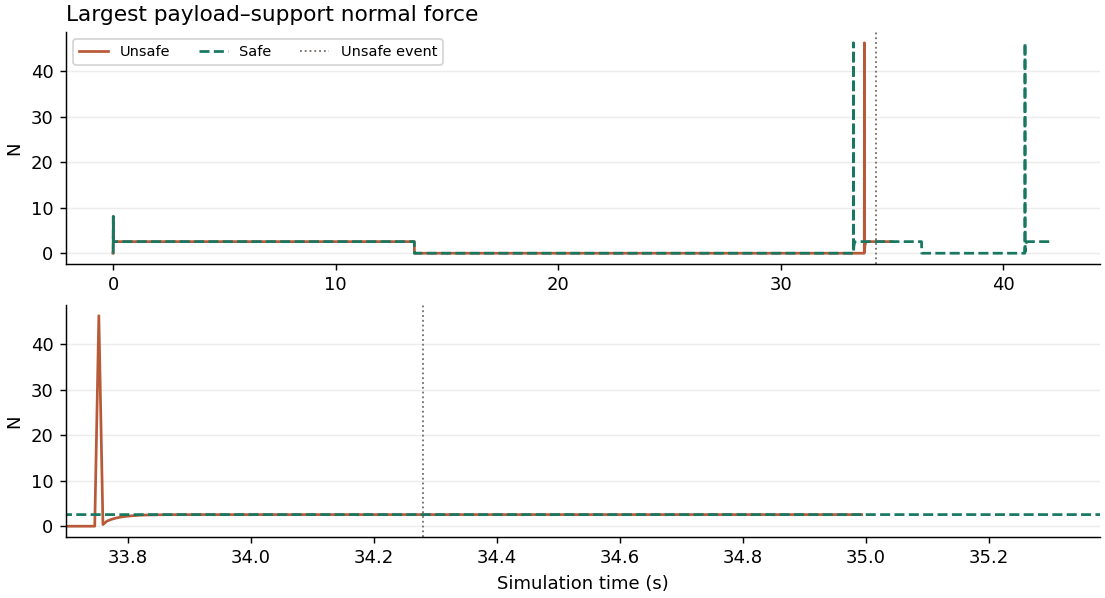 Largest payload–support normal force
Unsafe Safe Unsafe event
40
30
20
10
0
N
0 10 20 30 40
40
30
20
10
0
N
33.8 34.0 34.2 34.4 34.6 34.8 35.0 35.2
Simulation time (s)